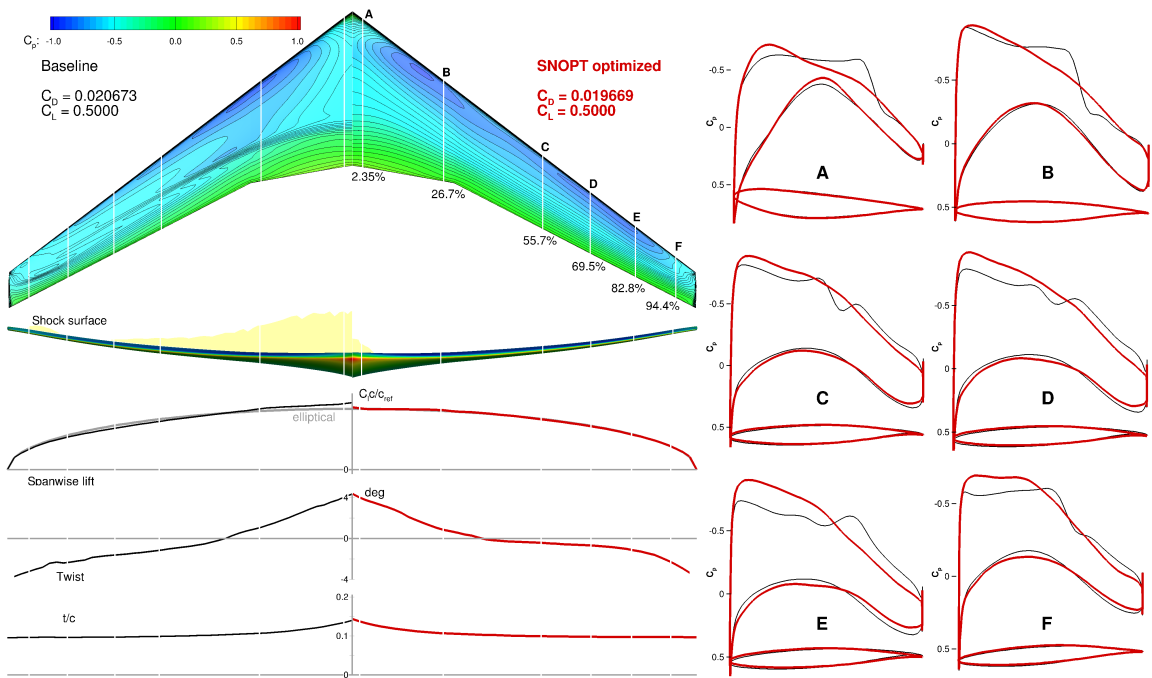 Cp: -1.0 -0.5 0.0 0.5 1.0
Baseline
CD = 0.020673
CL = 0.5000
SNOPT optimized
CD = 0.019669
CL = 0.5000
A
B
C
D
E
F
2.35%
26.7%
55.7%
69.5%
82.8%
94.4%
Shock surface
Clc/cref
elliptical
0
Spanwise lift
deg
4
0
-4
Twist
0.2
t/c
0.1
0
-0.5
Cp
0
0.5
A
-0.5
Cp
0
0.5
B
-0.5
Cp
0
0.5
C
-0.5
Cp
0
0.5
D
-0.5
Cp
0
0.5
E
-0.5
Cp
0
0.5
F